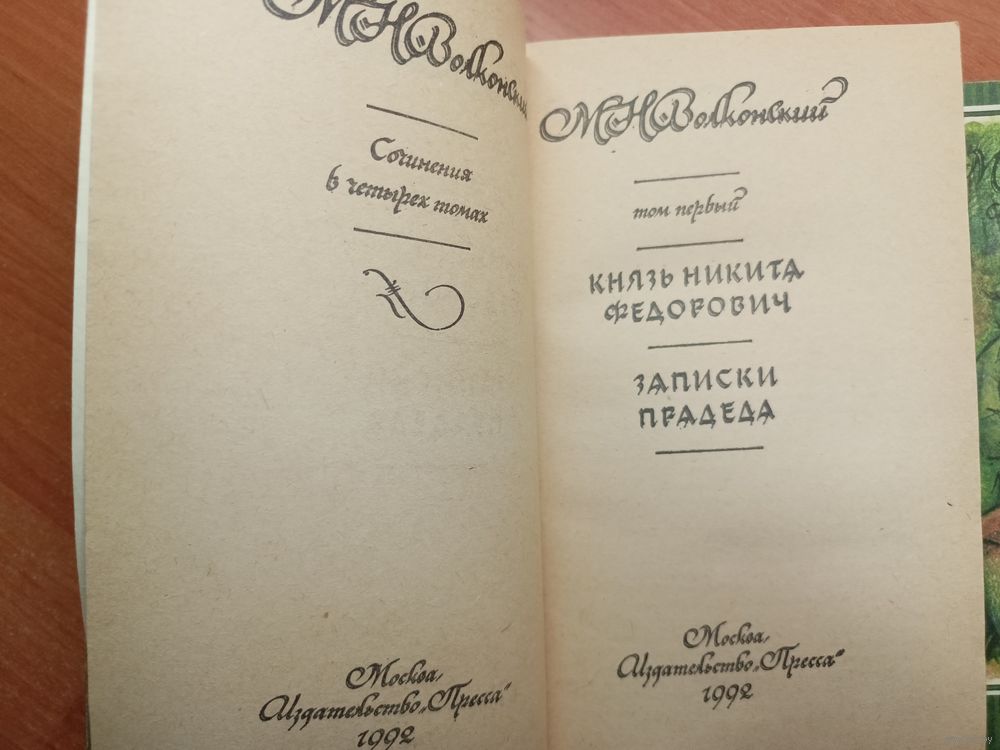 М Н Волконский
Сочинения
в четырех томах
Москва,
Издательство „Пресса"
1992
М Н Волконский
том первый
КНЯЗЬ НИКИТА
ФЕДОРОВИЧ
ЗАПИСКИ
ПРАДЕДА
Москва,
Издательство „Пресса"
1992